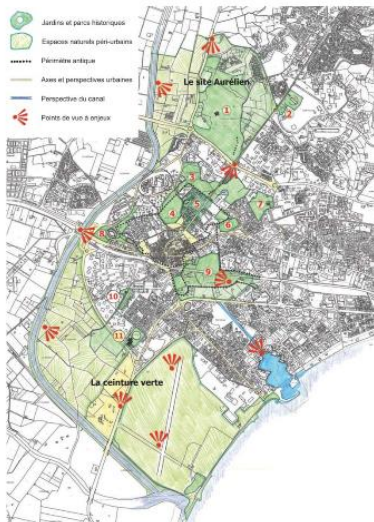 Jardins et parcs historiques
Espaces naturels péri-urbains
Périmètre antique
Axes et perspectives urbaines
Perspective du canal
Points de vue à enjeux
Le site Aurélien
1
2
3
4
5
6
7
8
9
10
11
La ceinture verte